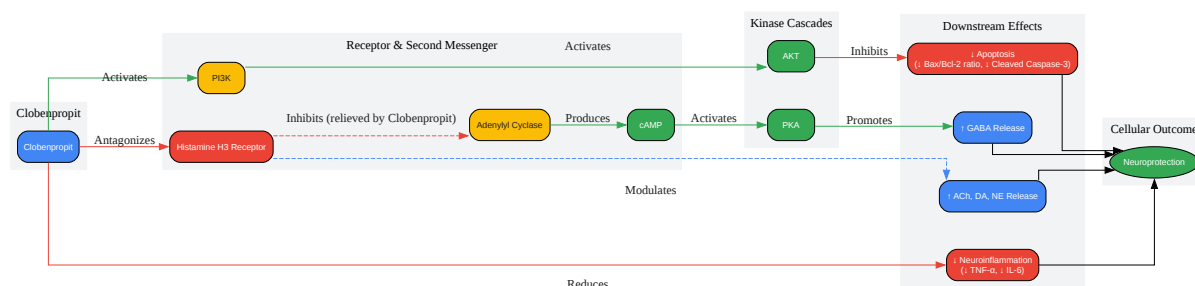 Kinase Cascades
Downstream Effects
Receptor & Second Messenger
Activates
AKT
Inhibits
↓ Apoptosis
(↓ Bax/Bcl-2 ratio, ↓ Cleaved Caspase-3)
Activates
PI3K
Clobenpropit
Clobenpropit
Antagonizes
Histamine H3 Receptor
Inhibits (relieved by Clobenpropit)
Adenylyl Cyclase
Produces
cAMP
Activates
PKA
Promotes
↑ GABA Release
Cellular Outcome
Neuroprotection
Modulates
↑ ACh, DA, NE Release
↓ Neuroinflammation
(↓ TNF-α, ↓ IL-6)
Reduces